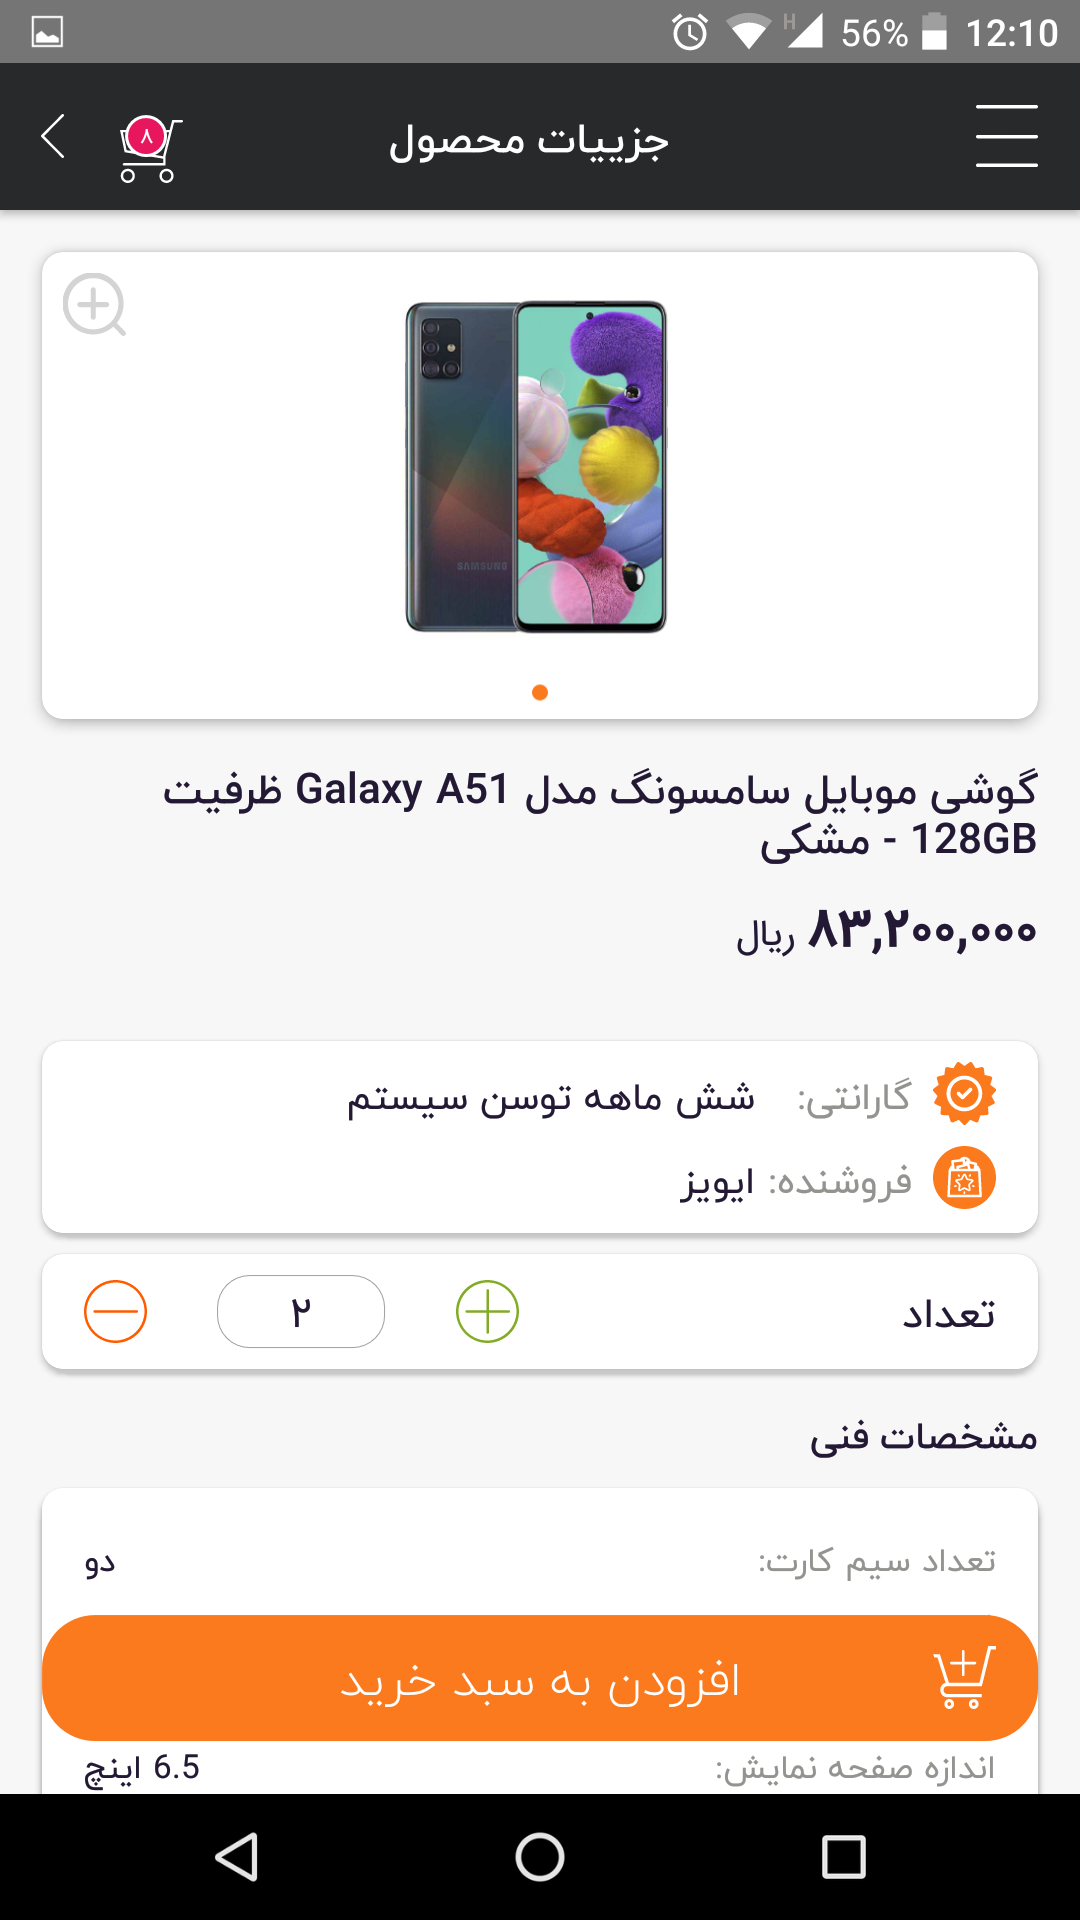 H 56% 12:10
جزییات محصول
۸
SAMSUNG
گوشی موبایل سامسونگ مدل Galaxy A51 ظرفیت
128GB - مشکی
۸۳,۲۰۰,۰۰۰ ریال
گارانتی: شش ماهه توسن سیستم
فروشنده: ایویز
تعداد
۲
مشخصات فنی
تعداد سیم کارت: دو
افزودن به سبد خرید
اندازه صفحه نمایش: 6.5 اینچ